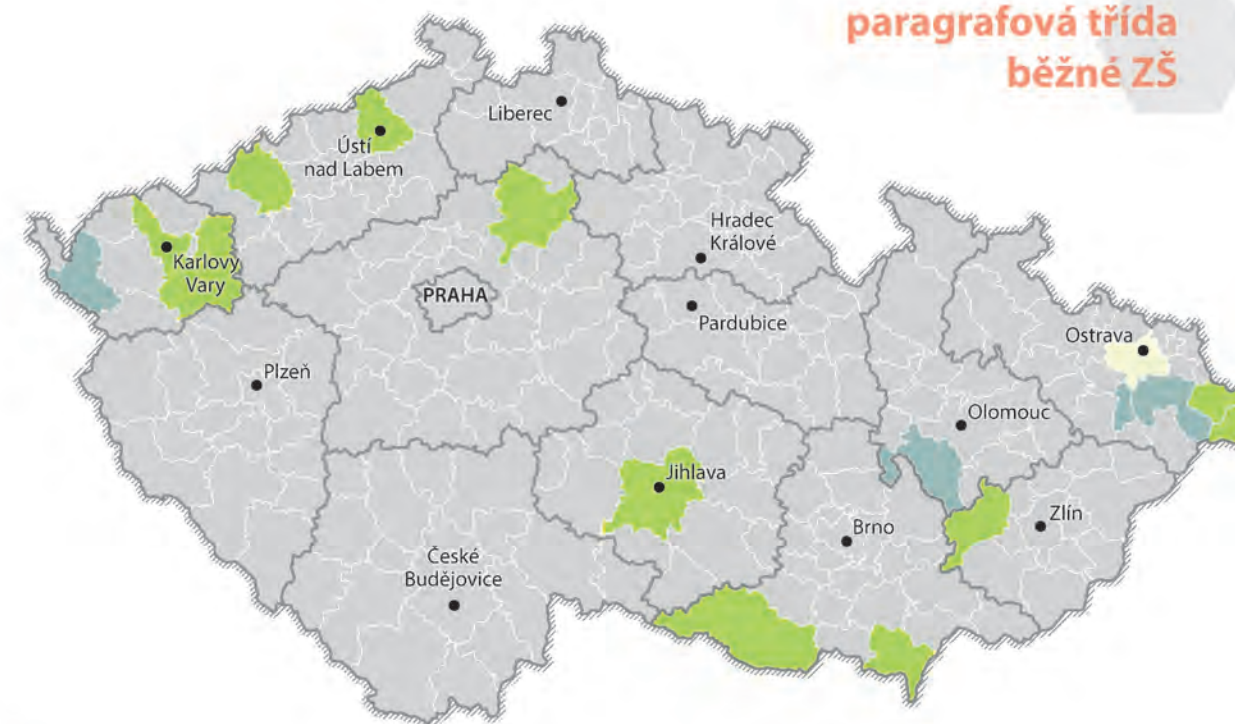 paragrafová třída
běžné ZŠ
Liberec
Ústí
nad Labem
Karlovy
Vary
Hradec
Králové
PRAHA
Pardubice
Ostrava
Plzeň
Olomouc
Jihlava
Zlín
Brno
České
Budějovice